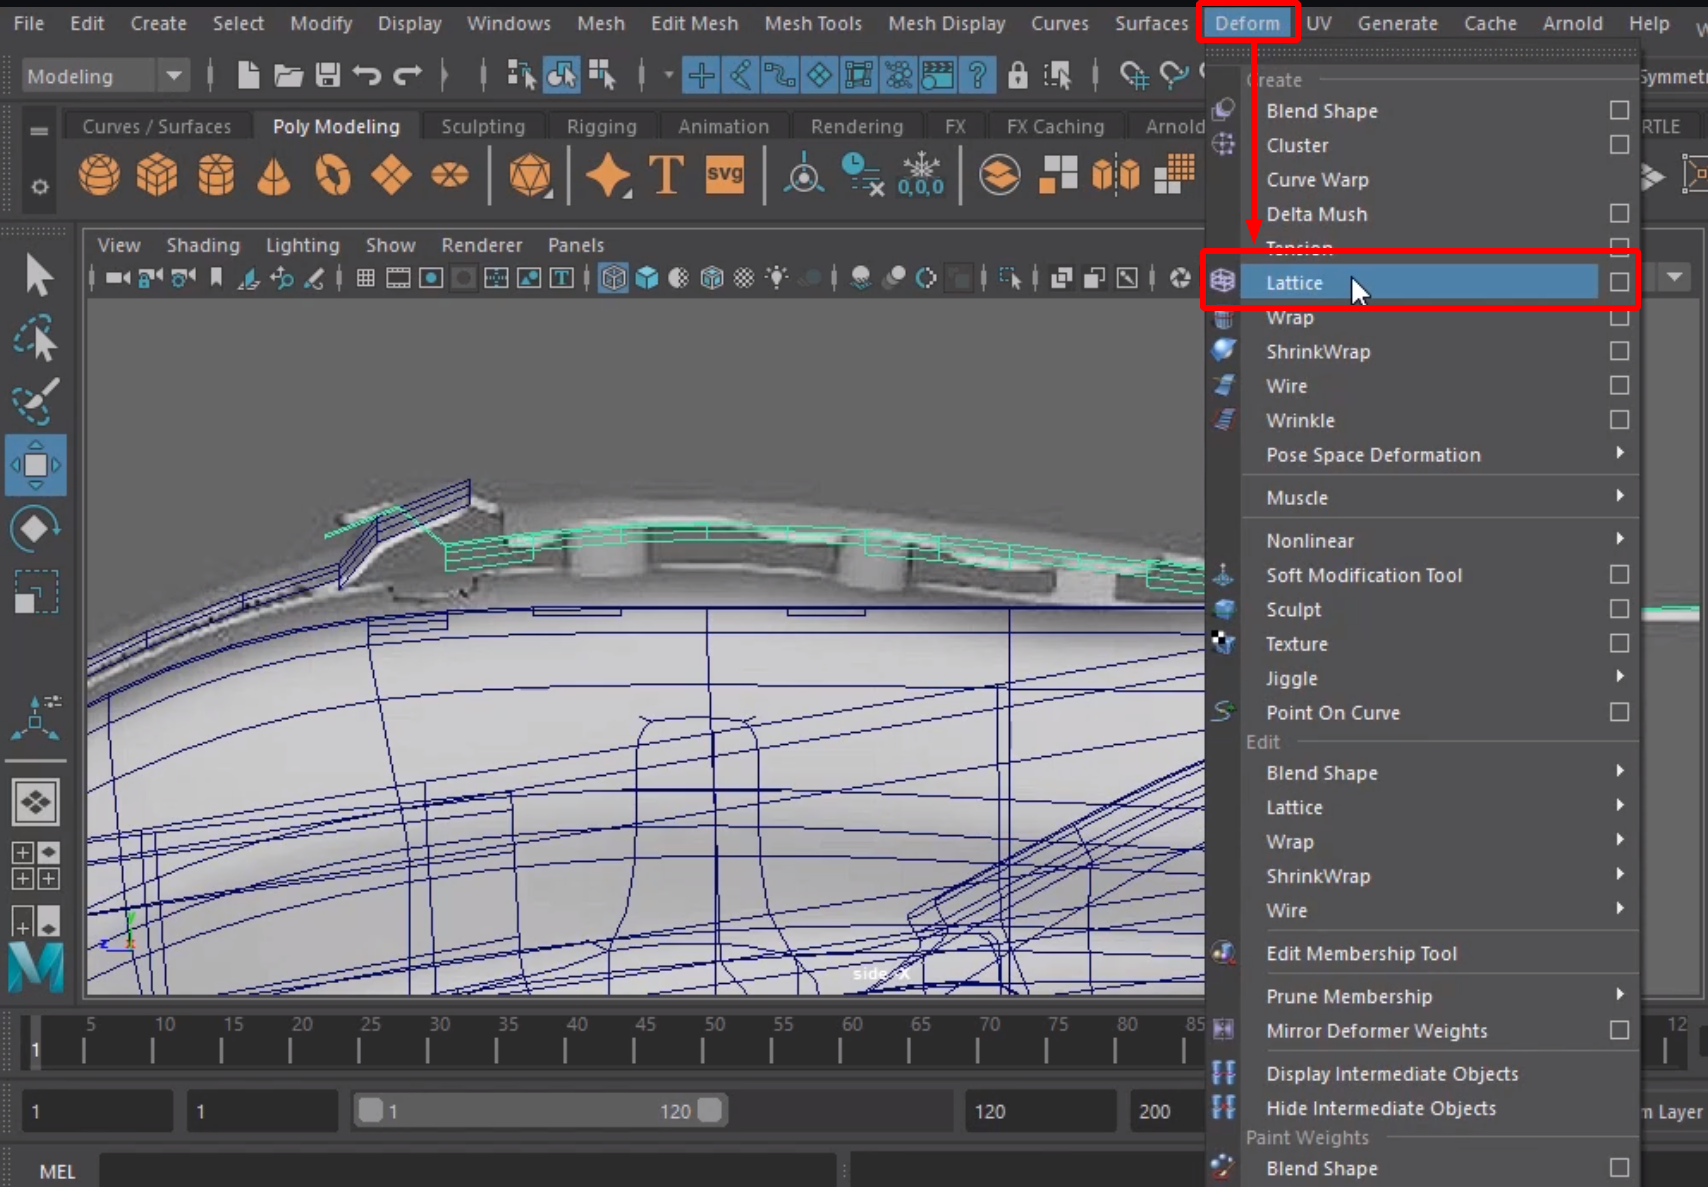 File Edit Create Select Modify Display Windows Mesh Edit Mesh Mesh Tools Mesh Display Curves Surfaces Deform UV Generate Cache Arnold Help
Modeling
Symmet
Curves / Surfaces Poly Modeling Sculpting Rigging Animation Rendering FX FX Caching Arnold
RTLE
T svg 0,0,0
View Shading Lighting Show Renderer Panels
Create
Blend Shape
Cluster
Curve Warp
Delta Mush
Tension
Lattice
Wrap
ShrinkWrap
Wire
Wrinkle
Pose Space Deformation
Muscle
Nonlinear
Soft Modification Tool
Sculpt
Texture
Jiggle
Point On Curve
Edit
Blend Shape
Lattice
Wrap
ShrinkWrap
Wire
Edit Membership Tool
Prune Membership
Mirror Deformer Weights
Display Intermediate Objects
Hide Intermediate Objects
Paint Weights
Blend Shape
y
z x
side -X
5 10 15 20 25 30 35 40 45 50 55 60 65 70 75 80 85 12
1
1 1 1 120 120 200
m Layer
MEL